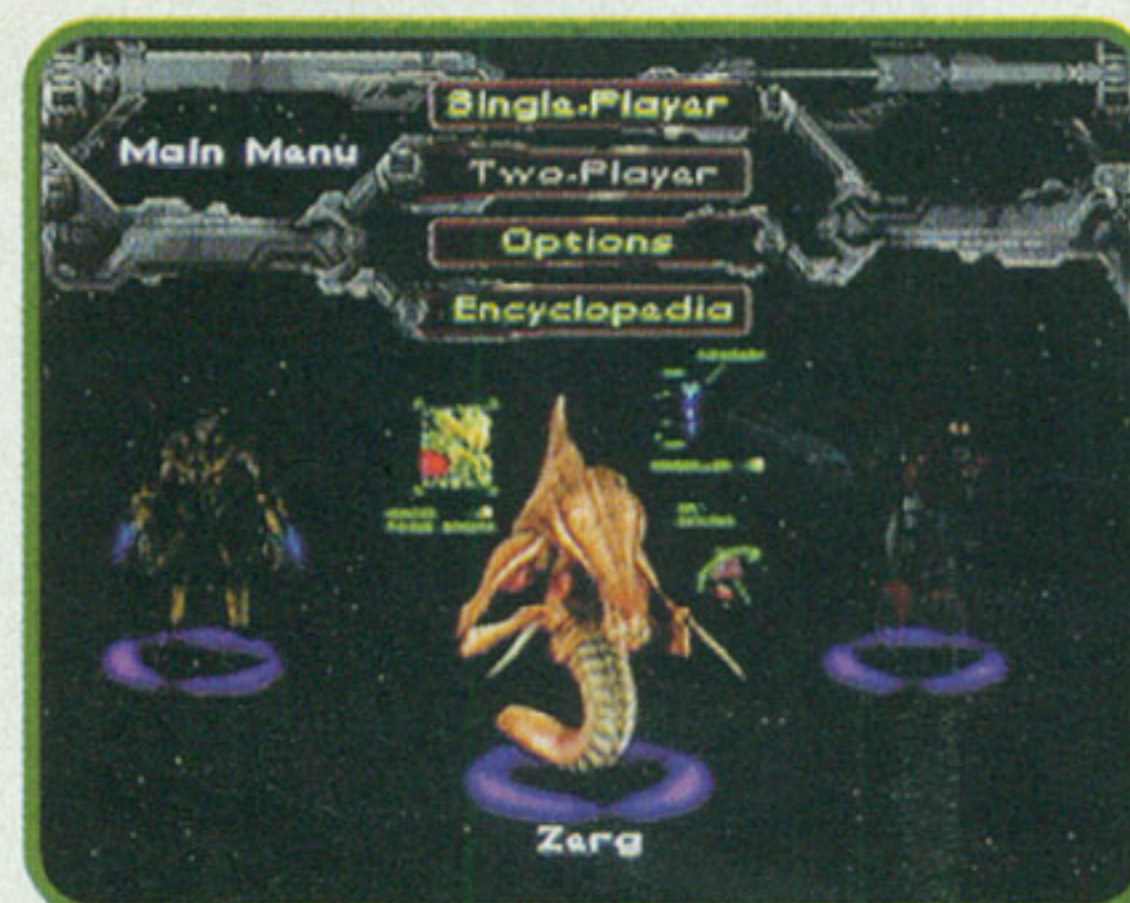 Main Menu
Single-Player
Two-Player
Options
Encyclopedia
Zerg